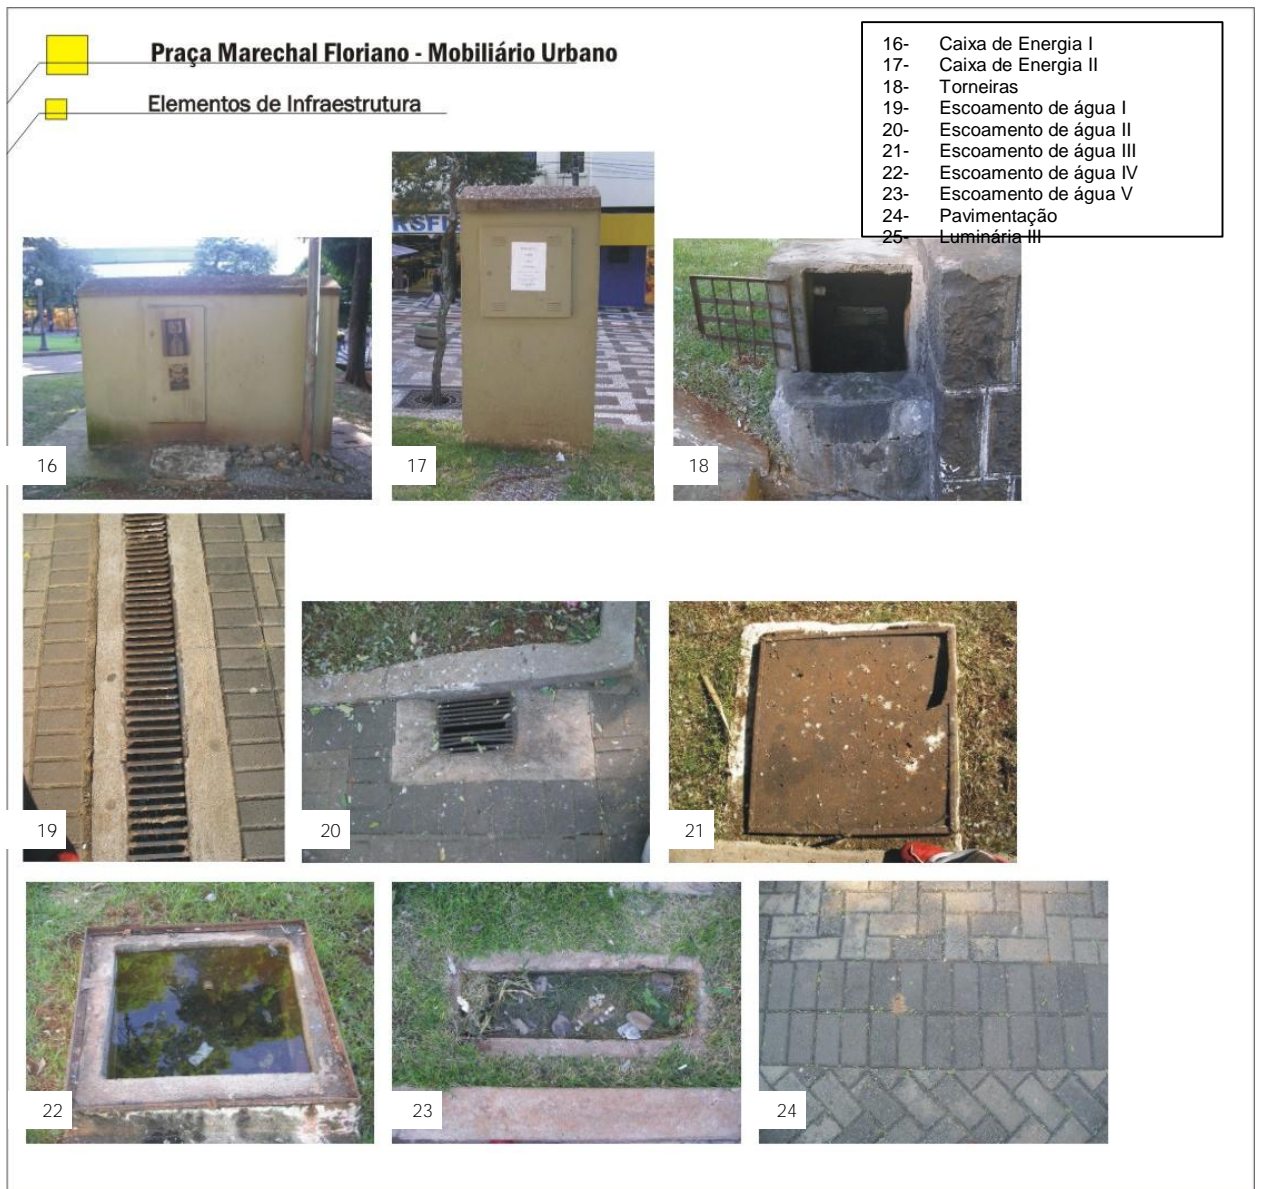 Praça Marechal Floriano - Mobiliário Urbano
Elementos de Infraestrutura
16- Caixa de Energia I
17- Caixa de Energia II
18- Torneiras
19- Escoamento de água I
20- Escoamento de água II
21- Escoamento de água III
22- Escoamento de água IV
23- Escoamento de água V
24- Pavimentação
25- Luminária III
RSFI
16
17
18
19
20
21
22
23
24